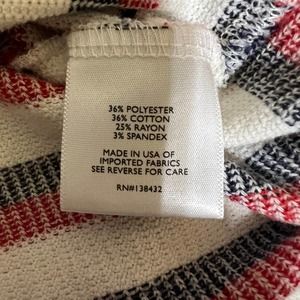 36% POLYESTER
36% COTTON
25% RAYON
3% SPANDEX
MADE IN USA OF
IMPORTED FABRICS
SEE REVERSE FOR CARE
RN#138432